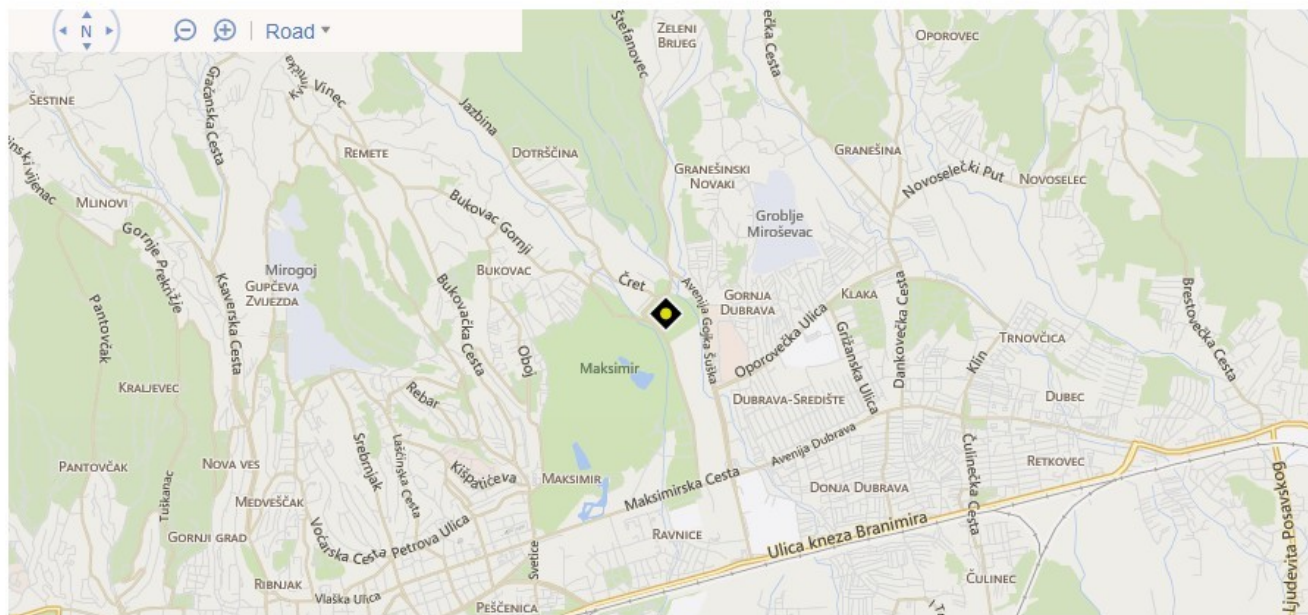 N
Road
Štefanovec
ZELENI
BRIJEG
ečka Cesta
OPOROVEC
ŠESTINE
Gračanska Cesta
Vinec
Jazbina
REMETE
DOTRŠČINA
GRANEŠINSKI
NOVAKI
GRANEŠINA
Novoselečki Put
NOVOSELEC
MLINOVI
Gornje Prekrižje
Bukovac Gornji
Groblje
Miroševac
Mirogoj
GUPČEVA
ZVIJEZDA
BUKOVAC
Čret
Avenija Gojka Šuška
GORNJA
DUBRAVA
KLAKA
Brestovečka Cesta
Pantovčak
Ksaverska Cesta
Bukovačka Cesta
Oboj
Maksimir
Oporovečka Ulica
Grižanska Ulica
Dankovečka Cesta
Klin
TRNOVČICA
KRALJEVEC
Rebar
DUBRAVA-SREDIŠTE
DUBEC
Srebrnjak
Laščinska Cesta
Kišpatićeva
Avenija Dubrava
Čulinečka Cesta
RETKOVEC
PANTOVČAK
NOVA VES
Tuškanac
MAKSIMIR
Maksimirska Cesta
DONJA DUBRAVA
Ljudevita Posavskog
MEDVEŠČAK
Voćarska Cesta
Petrova Ulica
GORNJI GRAD
Svetice
RAVNICE
Ulica kneza Branimira
RIBNJAK
Vlaška Ulica
PEŠČENICA
ČULINEC